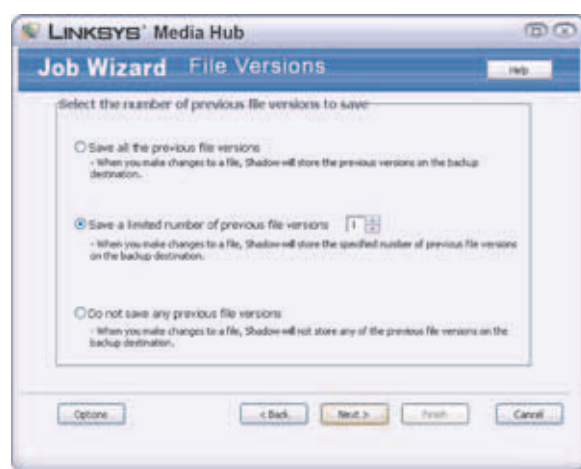 LINKSYS® Media Hub
Job Wizard File Versions
Help
Select the number of previous file versions to save
Save all the previous file versions
- When you make changes to a file, Shadow will store the previous versions on the backup
destination.
Save a limited number of previous file versions 1
- When you make changes to a file, Shadow will store the specified number of previous file versions
on the backup destination.
Do not save any previous file versions
- When you make changes to a file, Shadow will not store any of the previous file versions on the
backup destination.
Options < Back Next > Finish Cancel